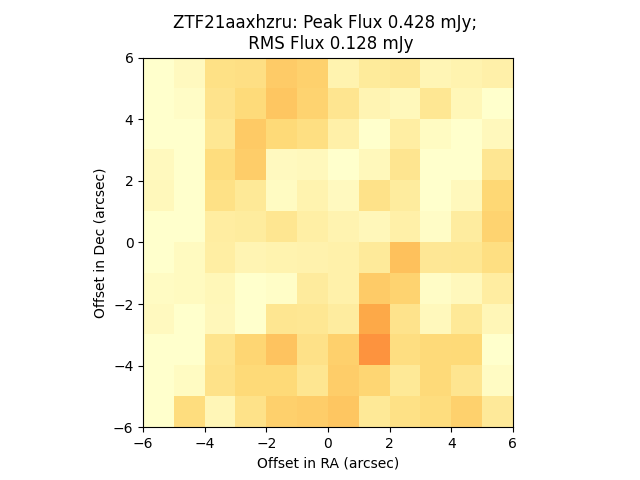 ZTF21aaxhzru: Peak Flux 0.428 mJy;
RMS Flux 0.128 mJy
6
4
2
0
−2
−4
−6
Offset in Dec (arcsec)
−6 −4 −2 0 2 4 6
Offset in RA (arcsec)